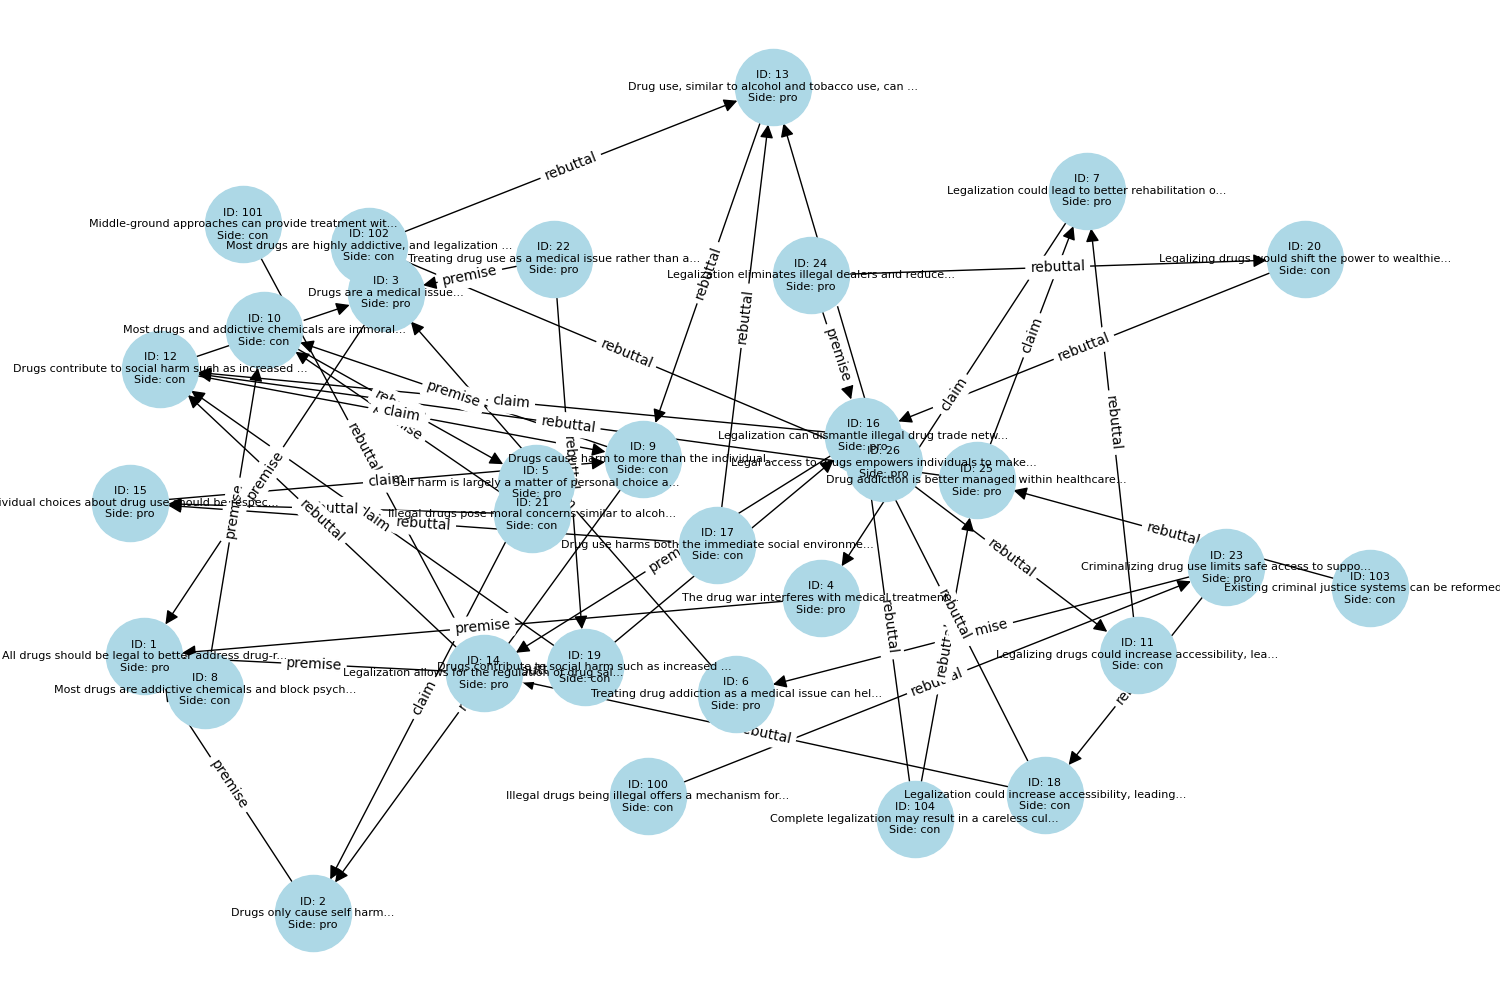 ID: 13
Drug use, similar to alcohol and tobacco use, can ...
Side: pro
rebuttal
ID: 7
Legalization could lead to better rehabilitation o...
Side: pro
ID: 101
Middle-ground approaches can provide treatment wit...
Side: con
ID: 102
Most drugs are highly addictive, and legalization ...
Side: con
ID: 22
Treating drug use as a medical issue rather than a...
Side: pro
ID: 20
Legalizing drugs would shift the power to wealthie...
Side: con
ID: 24
Legalization eliminates illegal dealers and reduce...
Side: pro
rebuttal
premise
rebuttal
ID: 3
Drugs are a medical issue...
Side: pro
rebuttal
ID: 10
Most drugs and addictive chemicals are immoral...
Side: con
claim
rebuttal
rebuttal
premise
ID: 12
Drugs contribute to social harm such as increased ...
Side: con
premise
claim
claim
claim
rebuttal
rebuttal
rebuttal
ID: 16
Legalization can dismantle illegal drug trade netw...
Side: pro
ID: 9
Drugs cause harm to more than the individual...
Side: con
ID: 26
Legal access to drugs empowers individuals to make...
Side: pro
ID: 25
Drug addiction is better managed within healthcare...
Side: pro
rebuttal
premise
claim
ID: 5
Self harm is largely a matter of personal choice a...
Side: pro
ID: 15
ividual choices about drug use should be respec...
Side: pro
premise
ID: 21
Illegal drugs pose moral concerns similar to alcoh...
Side: con
rebuttal
rebuttal
rebuttal
ID: 17
Drug use harms both the immediate social environme...
Side: con
rebuttal
rebuttal
ID: 23
Criminalizing drug use limits safe access to suppo...
Side: pro
ID: 103
Existing criminal justice systems can be reformed
Side: con
ID: 4
The drug war interferes with medical treatment...
Side: pro
premise
rebuttal
rebuttal
rebuttal
ID: 1
All drugs should be legal to better address drug-r...
Side: pro
premise
ID: 14
Legalization allows for the regulation of drug sal...
Side: pro
ID: 19
Drugs contribute to social harm such as increased ...
Side: con
ID: 11
Legalizing drugs could increase accessibility, lea...
Side: con
ID: 8
Most drugs are addictive chemicals and block psych...
Side: con
ID: 6
Treating drug addiction as a medical issue can hel...
Side: pro
rebuttal
claim
rebuttal
premise
ID: 100
Illegal drugs being illegal offers a mechanism for...
Side: con
ID: 18
Legalization could increase accessibility, leading...
Side: con
ID: 104
Complete legalization may result in a careless cul...
Side: con
ID: 2
Drugs only cause self harm...
Side: pro